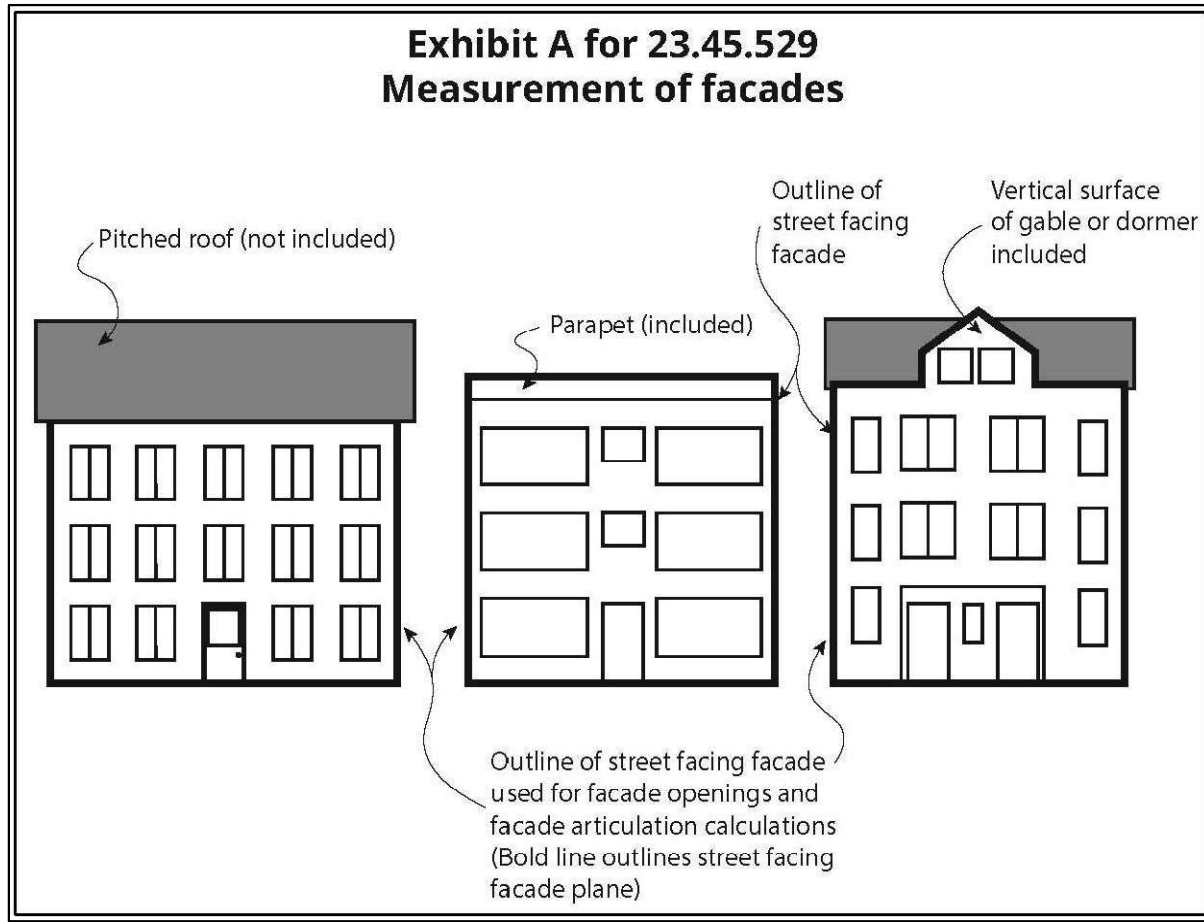 Exhibit A for 23.45.529
Measurement of facades
Outline of
street facing
facade
Vertical surface
of gable or dormer
included
Pitched roof (not included)
Parapet (included)
Outline of street facing facade
used for facade openings and
facade articulation calculations
(Bold line outlines street facing
facade plane)